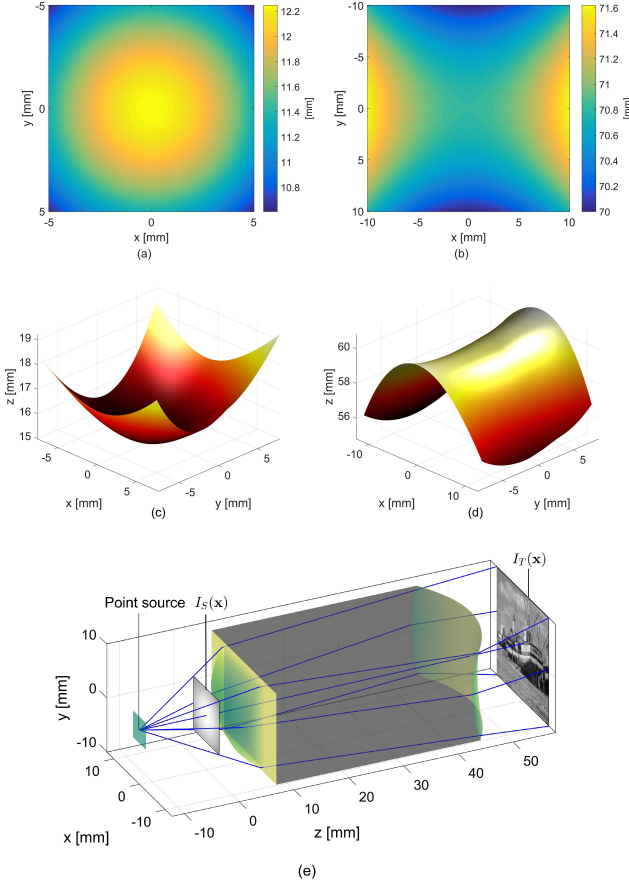 -5
0
5
y [mm]
-5 0 5
x [mm]
(a)
12.2
12
11.8
11.6
11.4
11.2
11
10.8
[mm]
-10
-5
0
5
10
y [mm]
-10 -5 0 5 10
x [mm]
(b)
71.6
71.4
71.2
71
70.8
70.6
70.4
70.2
70
[mm]
19
18
17
16
15
z [mm]
-5 0 5
x [mm]
-5 0 5
y [mm]
(c)
60
58
56
z [mm]
-10 0 10
x [mm]
-5 0 5
y [mm]
(d)
Point source
I_S(x)
I_T(x)
10
0
-10
y [mm]
10
0
-10
x [mm]
-10 0 10 20 30 40 50
z [mm]
(e)